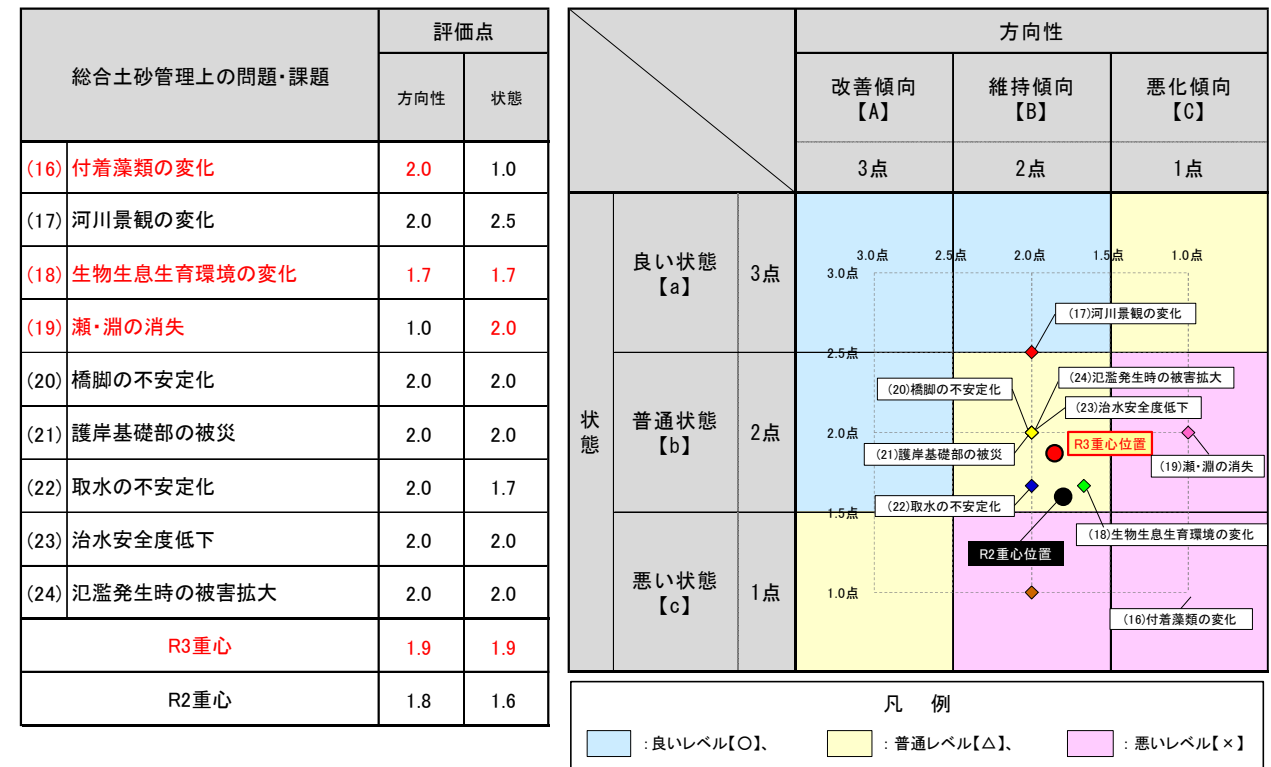 総合土砂管理上の問題・課題
評価点
方向性
状態
(16) 付着藻類の変化 2.0 1.0
(17) 河川景観の変化 2.0 2.5
(18) 生物生息生育環境の変化 1.7 1.7
(19) 瀬・淵の消失 1.0 2.0
(20) 橋脚の不安定化 2.0 2.0
(21) 護岸基礎部の被災 2.0 2.0
(22) 取水の不安定化 2.0 1.7
(23) 治水安全度低下 2.0 2.0
(24) 氾濫発生時の被害拡大 2.0 2.0
R3重心 1.9 1.9
R2重心 1.8 1.6
方向性
改善傾向
【A】
維持傾向
【B】
悪化傾向
【C】
3点 2点 1点
状態
良い状態
【a】
3点
普通状態
【b】
2点
悪い状態
【c】
1点
3.0点 2.5点 2.0点 1.5点 1.0点
3.0点
(17)河川景観の変化
2.5点
(24)氾濫発生時の被害拡大
(20)橋脚の不安定化
(23)治水安全度低下
2.0点
R3重心位置
(21)護岸基礎部の被災
(19)瀬・淵の消失
(22)取水の不安定化
1.5点
(18)生物生息生育環境の変化
R2重心位置
1.0点
(16)付着藻類の変化
凡 例
:良いレベル【〇】、 :普通レベル【△】、 :悪いレベル【×】